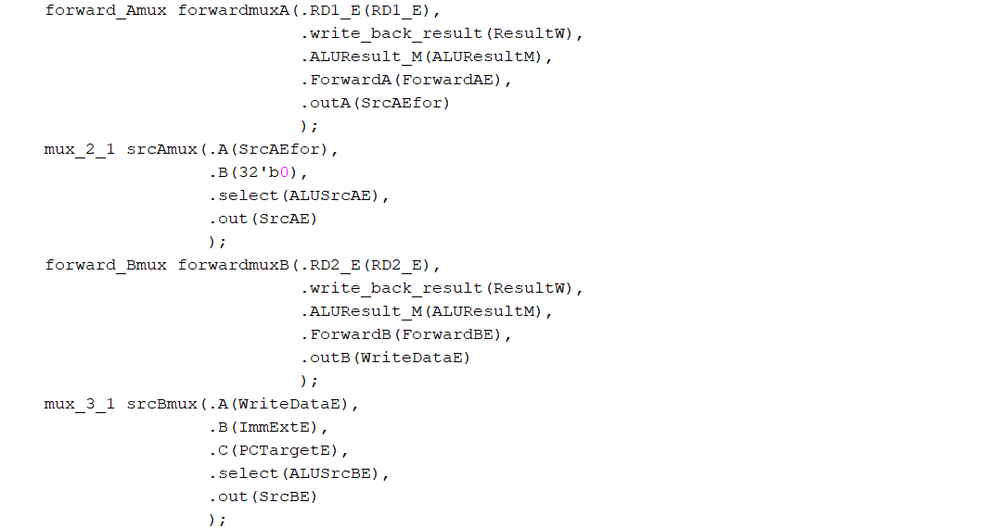 forward_Amux forwardmuxA(.RD1_E(RD1_E),
.write_back_result(ResultW),
.ALUResult_M(ALUResultM),
.ForwardA(ForwardAE),
.outA(SrcAEfor)
);
mux_2_1 srcAmux(.A(SrcAEfor),
.B(32'b0),
.select(ALUSrcAE),
.out(SrcAE)
);
forward_Bmux forwardmuxB(.RD2_E(RD2_E),
.write_back_result(ResultW),
.ALUResult_M(ALUResultM),
.ForwardB(ForwardBE),
.outB(WriteDataE)
);
mux_3_1 srcBmux(.A(WriteDataE),
.B(ImmExtE),
.C(PCTargetE),
.select(ALUSrcBE),
.out(SrcBE)
);